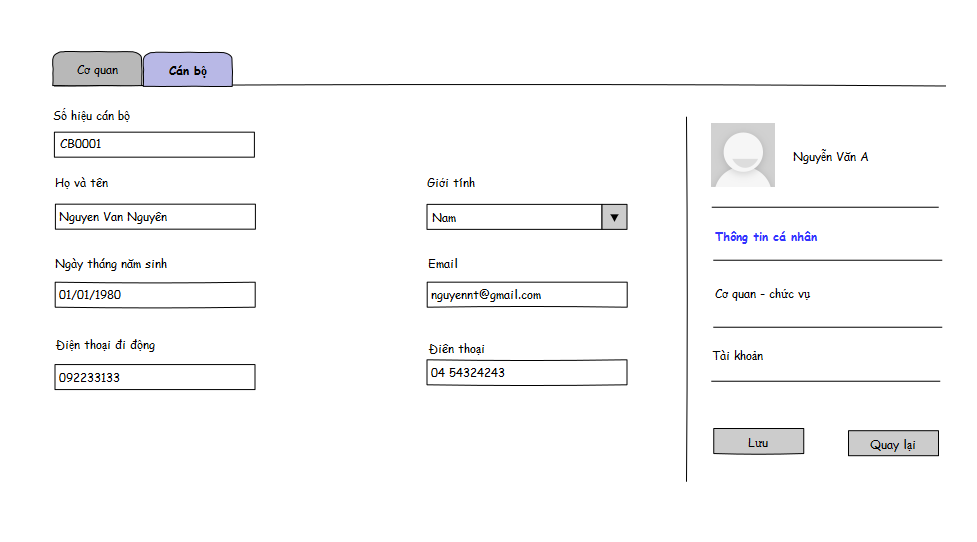 Cơ quan
Cán bộ
Số hiệu cán bộ
CB0001
Họ và tên
Nguyen Van Nguyên
Giới tính
Nam
Ngày tháng năm sinh
01/01/1980
Email
nguyennt@gmail.com
Điện thoại di động
092233133
Điên thoại
04 54324243
Nguyễn Văn A
Thông tin cá nhân
Cơ quan - chức vụ
Tài khoản
Lưu
Quay lại